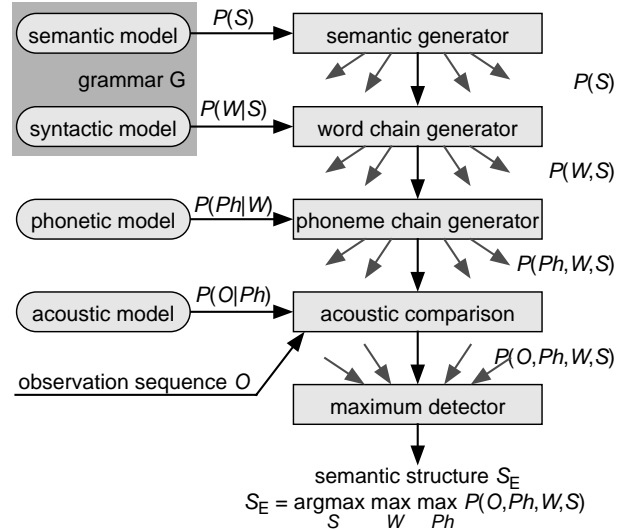 semantic model
P(S)
semantic generator
grammar G
P(S)
syntactic model
P(W|S)
word chain generator
P(W,S)
phonetic model
P(Ph|W)
phoneme chain generator
P(Ph,W,S)
acoustic model
P(O|Ph)
acoustic comparison
P(O,Ph,W,S)
observation sequence O
maximum detector
semantic structure S_E
S_E = argmax max max P(O,Ph,W,S)
S W Ph